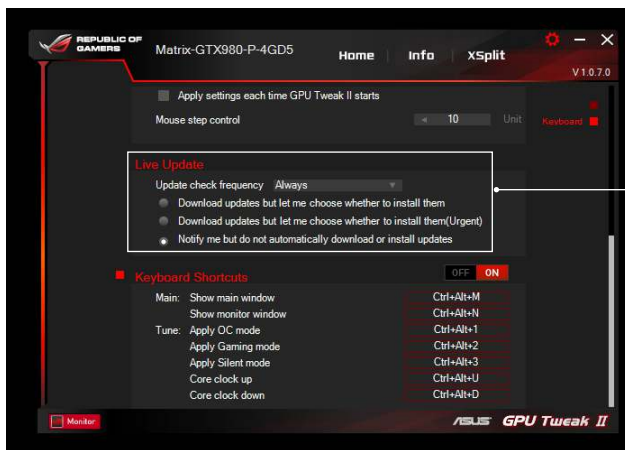 REPUBLIC OF
GAMERS
Matrix-GTX980-P-4GD5
Home Info XSplit
V 1.0.7.0
Apply settings each time GPU Tweak II starts
Mouse step control 10 Unit
Keyboard
Live Update
Update check frequency Always
Download updates but let me choose whether to install them
Download updates but let me choose whether to install them(Urgent)
Notify me but do not automatically download or install updates
Keyboard Shortcuts OFF ON
Main: Show main window Ctrl+Alt+M
Show monitor window Ctrl+Alt+N
Tune: Apply OC mode Ctrl+Alt+1
Apply Gaming mode Ctrl+Alt+2
Apply Silent mode Ctrl+Alt+3
Core clock up Ctrl+Alt+U
Core clock down Ctrl+Alt+D
Monitor ASUS GPU Tweak II